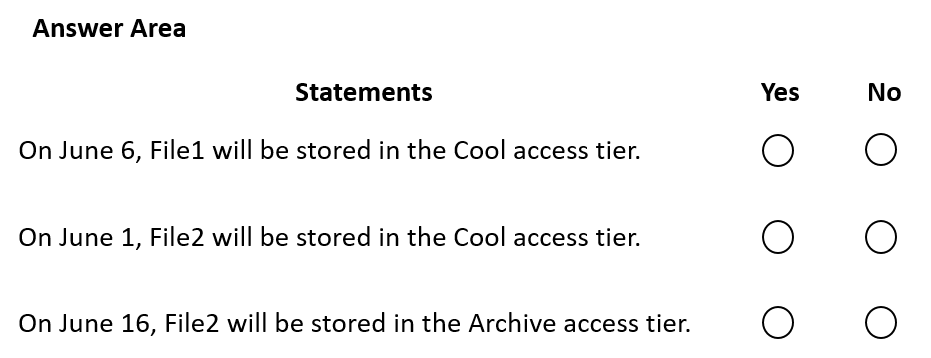 Answer Area
Statements Yes No
On June 6, File1 will be stored in the Cool access tier.
On June 1, File2 will be stored in the Cool access tier.
On June 16, File2 will be stored in the Archive access tier.